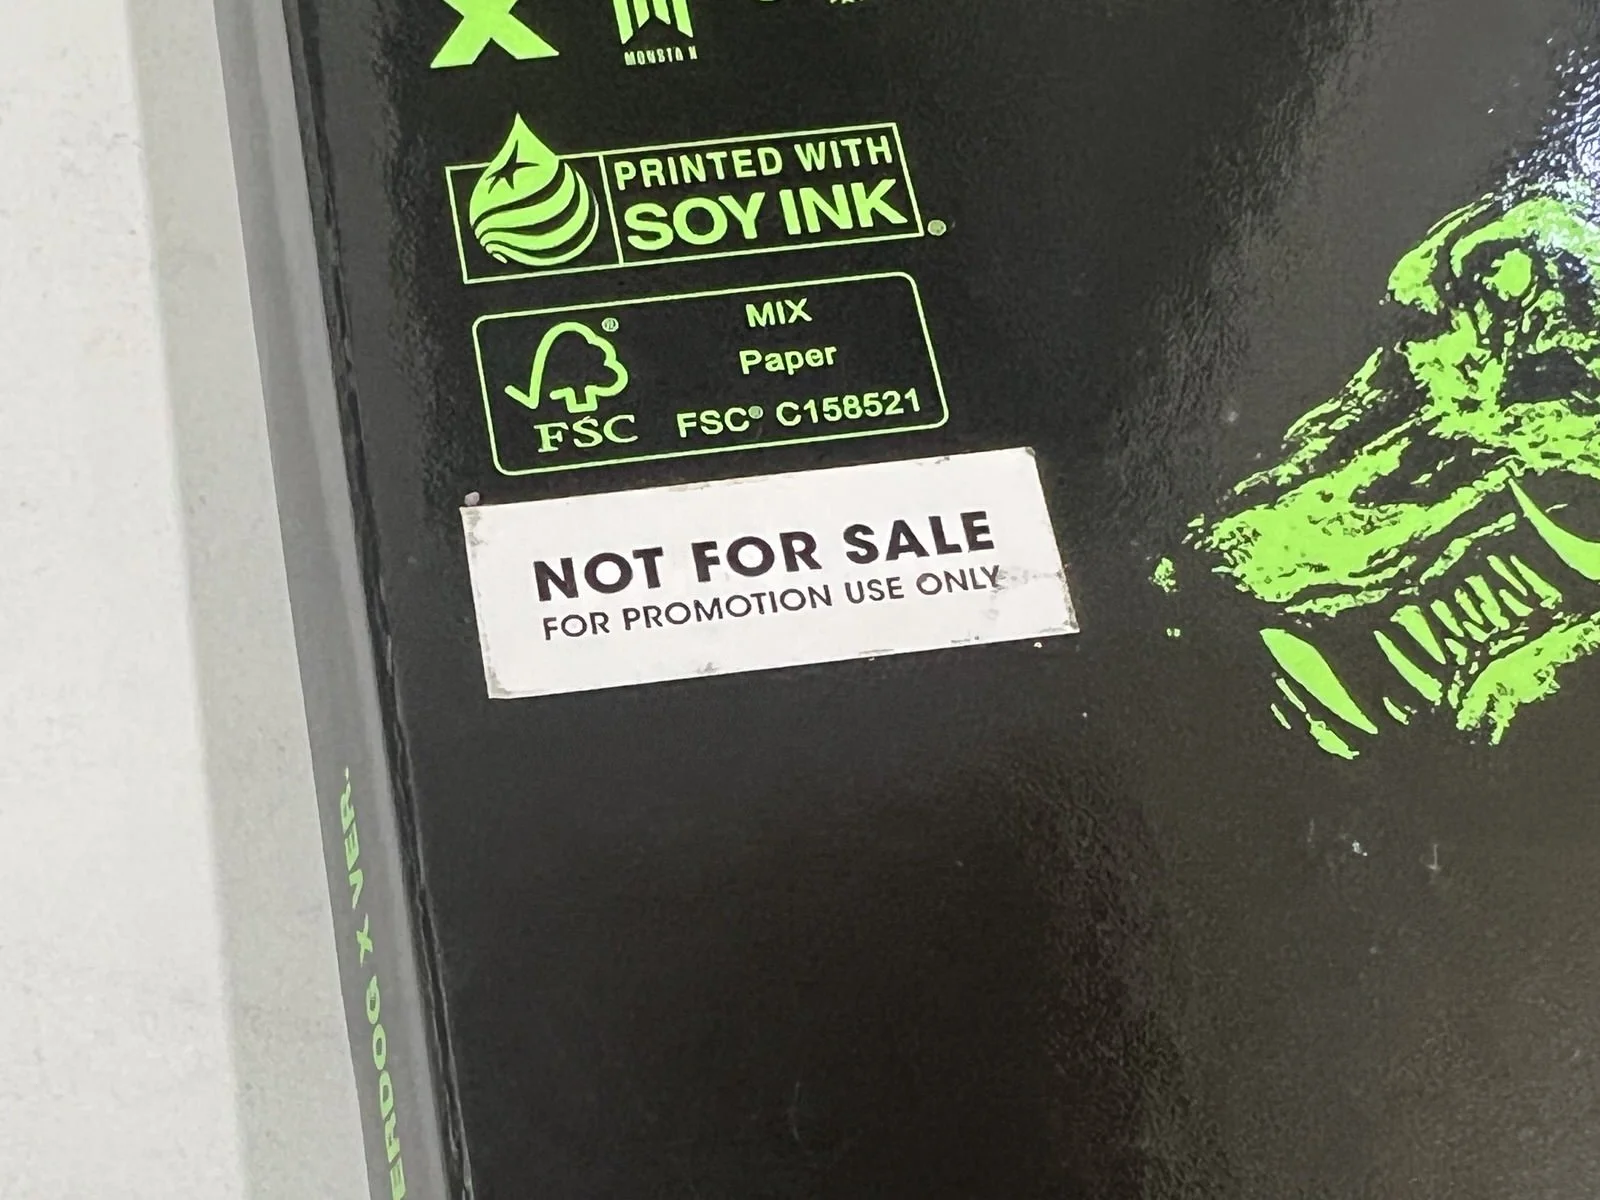 X
MONSTA X
PRINTED WITH
SOY INK
MIX
Paper
FSC
FSC® C158521
NOT FOR SALE
FOR PROMOTION USE ONLY
ERDOG X VER.